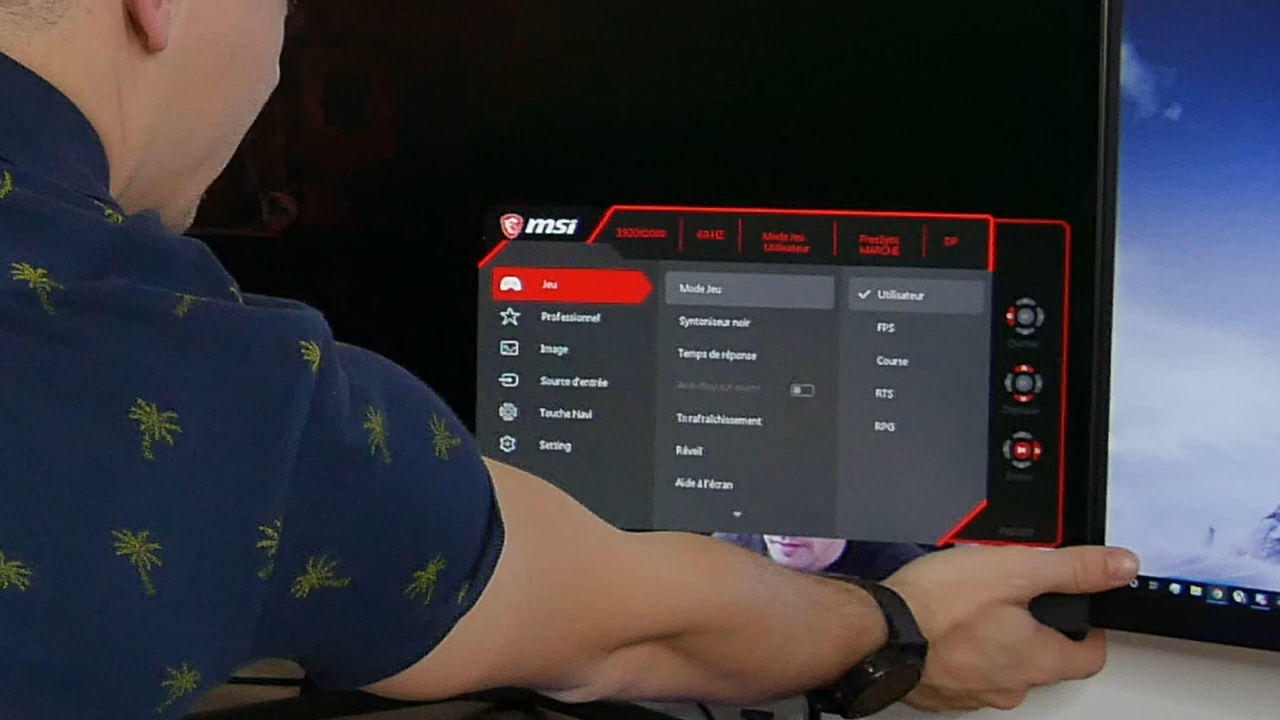 msi
1920x1080
Mode Jeu
Utilisateur
FreeSync
MARCHE
DP
Jeu
Professionnel
Image
Source d'entrée
Touche Navi
Setting
Mode Jeu
Syntoniseur noir
Temps de réponse
Tx rafraîchissement
Réveil
Aide à l'écran
Utilisateur
FPS
Course
RTS
RPG